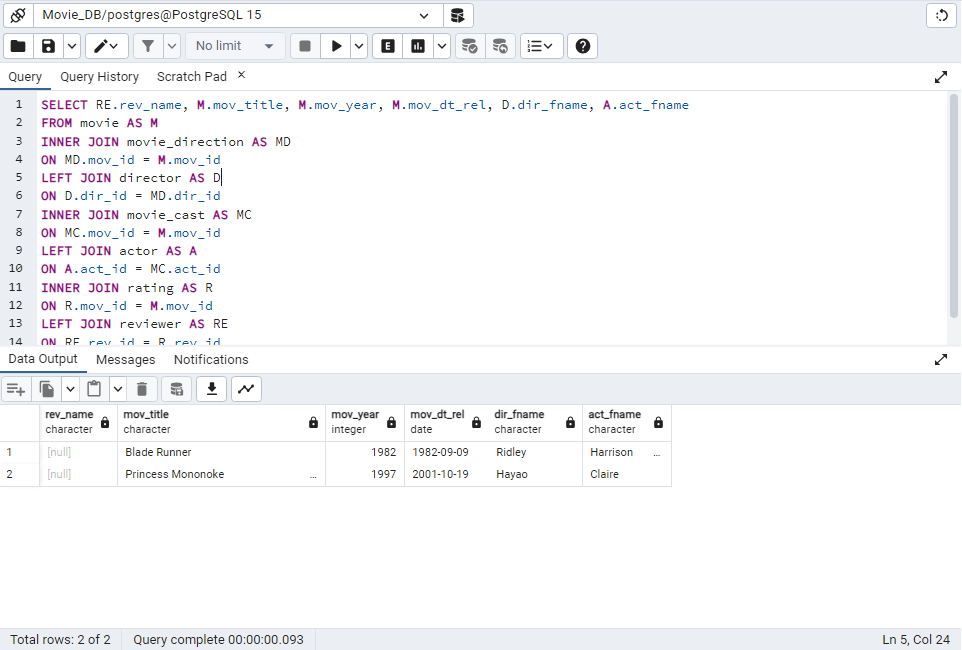 Movie_DB/postgres@PostgreSQL 15
No limit
E
Query Query History Scratch Pad ×
1 SELECT RE.rev_name, M.mov_title, M.mov_year, M.mov_dt_rel, D.dir_fname, A.act_fname
2 FROM movie AS M
3 INNER JOIN movie_direction AS MD
4 ON MD.mov_id = M.mov_id
5 LEFT JOIN director AS D
6 ON D.dir_id = MD.dir_id
7 INNER JOIN movie_cast AS MC
8 ON MC.mov_id = M.mov_id
9 LEFT JOIN actor AS A
10 ON A.act_id = MC.act_id
11 INNER JOIN rating AS R
12 ON R.mov_id = M.mov_id
13 LEFT JOIN reviewer AS RE
14 ON RE.rev_id = R.rev_id
Data Output Messages Notifications
rev_name mov_title mov_year mov_dt_rel dir_fname act_fname
character character integer date character character
1 [null] Blade Runner 1982 1982-09-09 Ridley Harrison ...
2 [null] Princess Mononoke ... 1997 2001-10-19 Hayao Claire
Total rows: 2 of 2 Query complete 00:00:00.093 Ln 5, Col 24